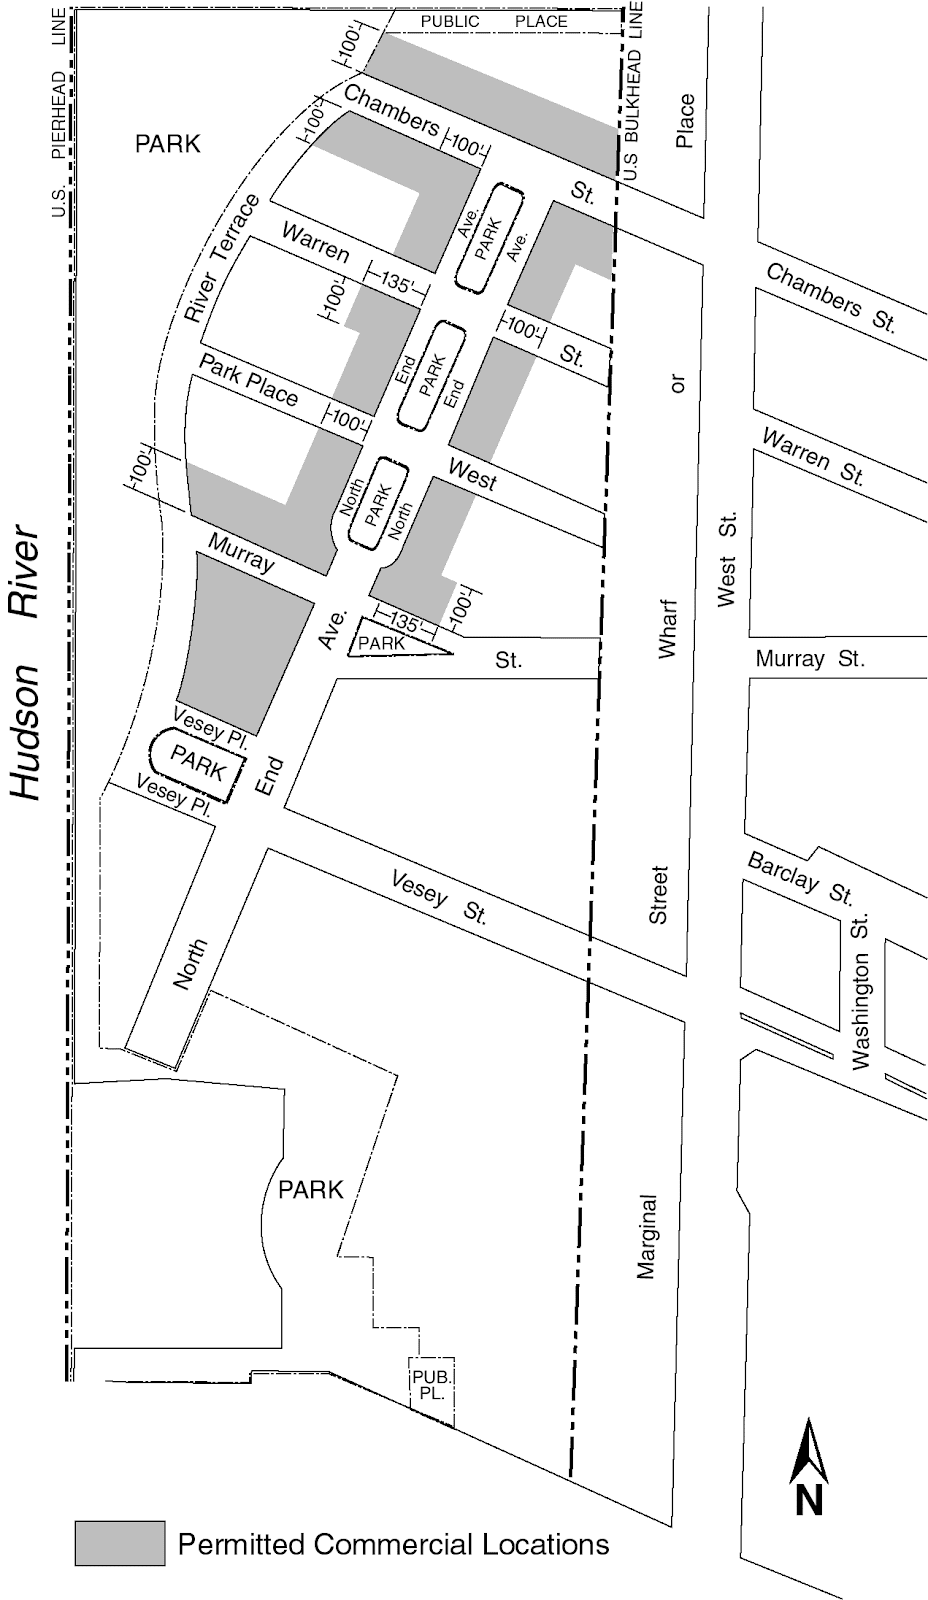 U.S. PIERHEAD LINE
PUBLIC PLACE
U.S BULKHEAD LINE
-100'-
Chambers
-100'-
-100'-
St.
Place
PARK
River Terrace
Warren
Ave.
PARK
Ave.
-135'-
-100'-
Chambers St.
-100'-
St.
End
PARK
End
or
Park Place
-100'-
Warren St.
-100'-
West
North
PARK
North
West St.
Murray
Hudson River
Ave.
-135'-
-100'-
PARK
St.
Wharf
Murray St.
Vesey Pl.
PARK
Vesey Pl.
End
Vesey St.
Street
Barclay St.
Washington St.
North
PARK
Marginal
PUB.
PL.
N
Permitted Commercial Locations